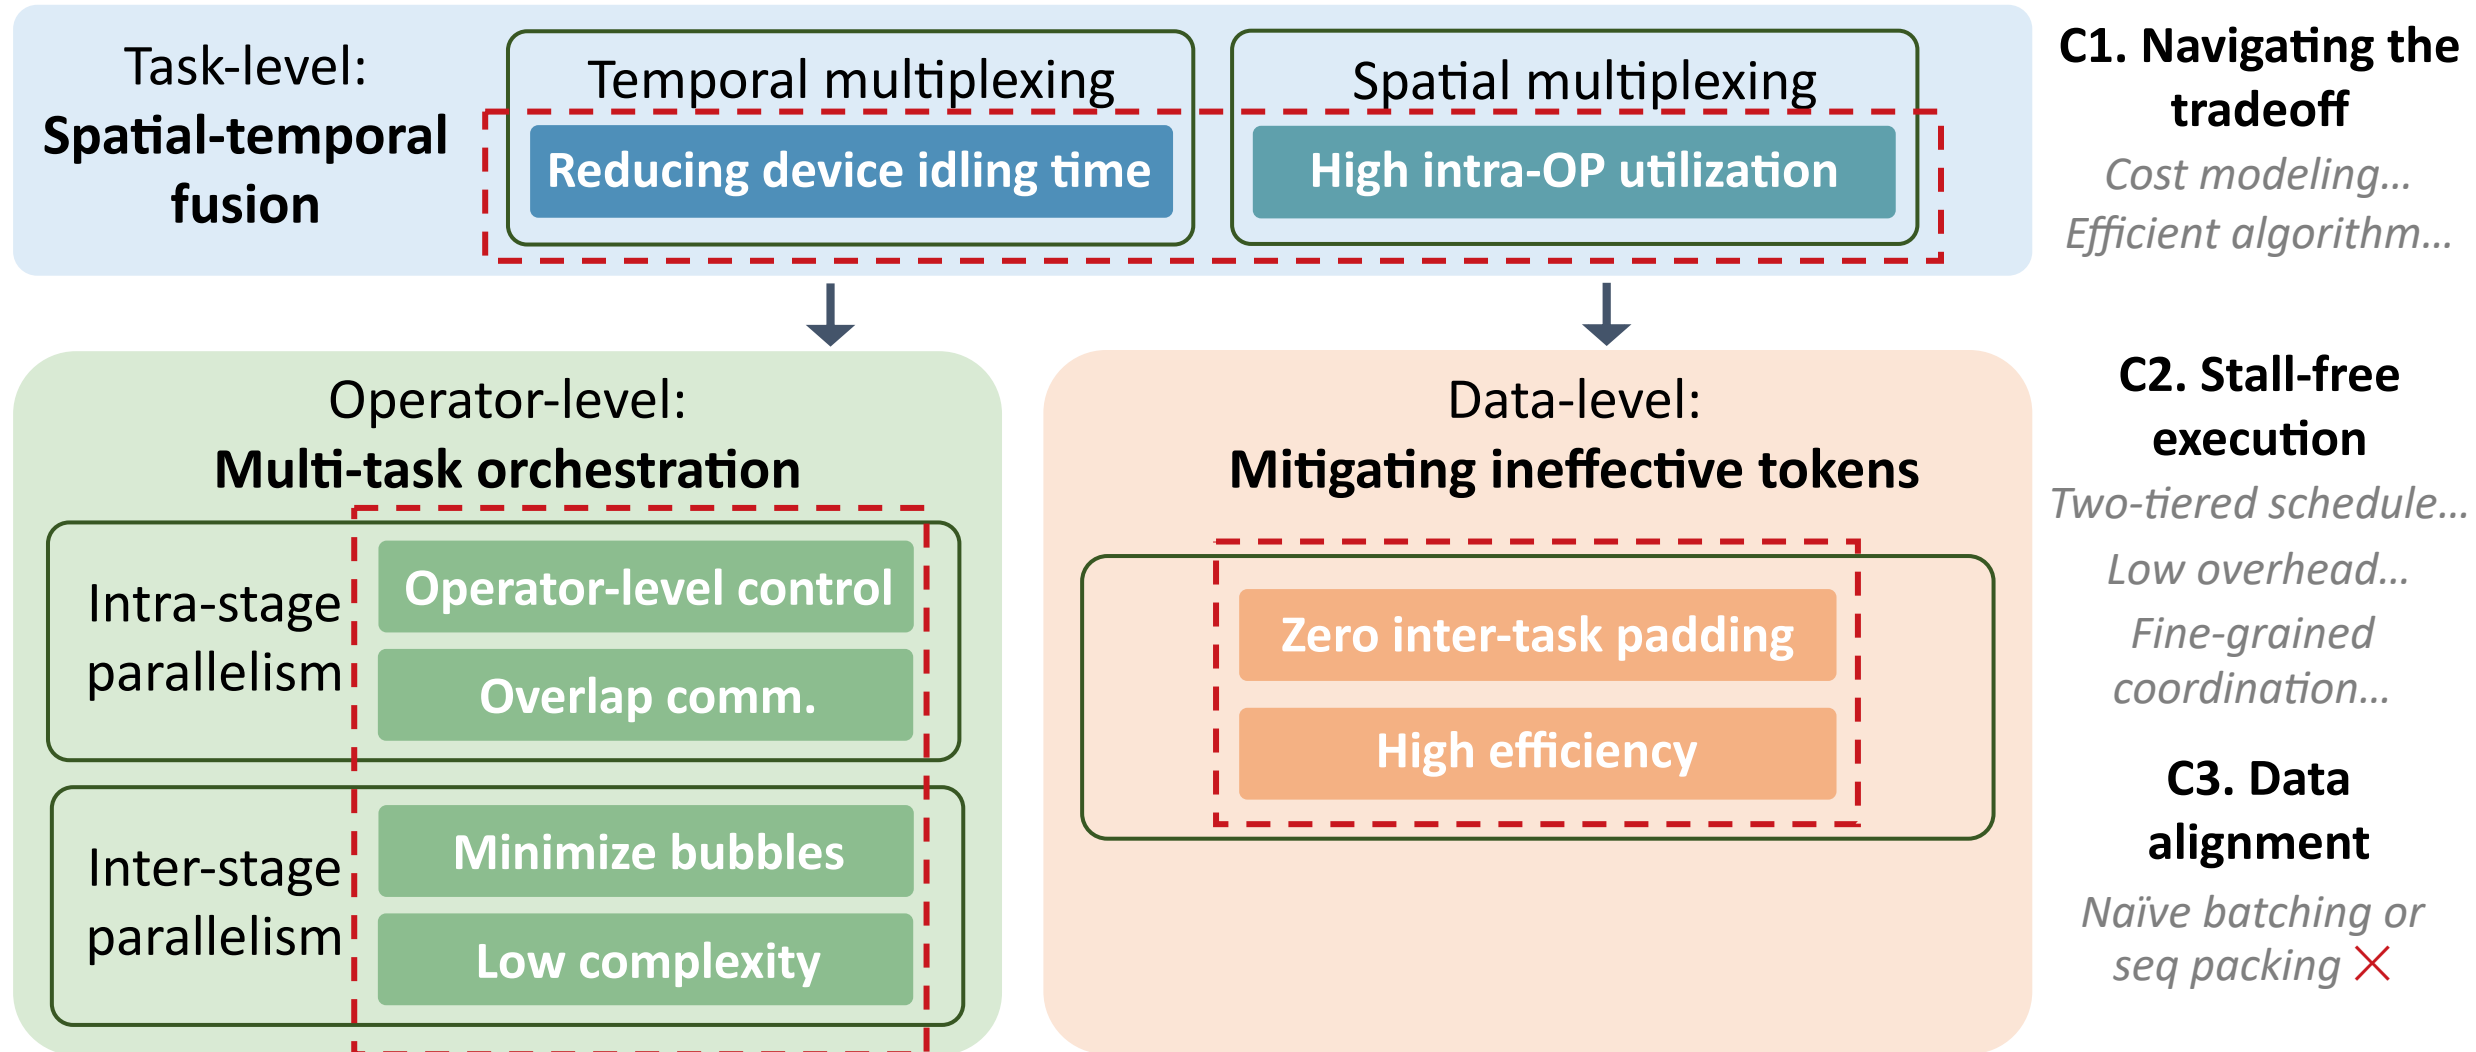 Task-level:
Spatial-temporal
fusion
Temporal multiplexing
Reducing device idling time
Spatial multiplexing
High intra-OP utilization
C1. Navigating the
tradeoff
Cost modeling...
Efficient algorithm...
Operator-level:
Multi-task orchestration
Intra-stage
parallelism
Operator-level control
Overlap comm.
Inter-stage
parallelism
Minimize bubbles
Low complexity
Data-level:
Mitigating ineffective tokens
Zero inter-task padding
High efficiency
C2. Stall-free
execution
Two-tiered schedule...
Low overhead...
Fine-grained
coordination...
C3. Data
alignment
Naïve batching or
seq packing ✕